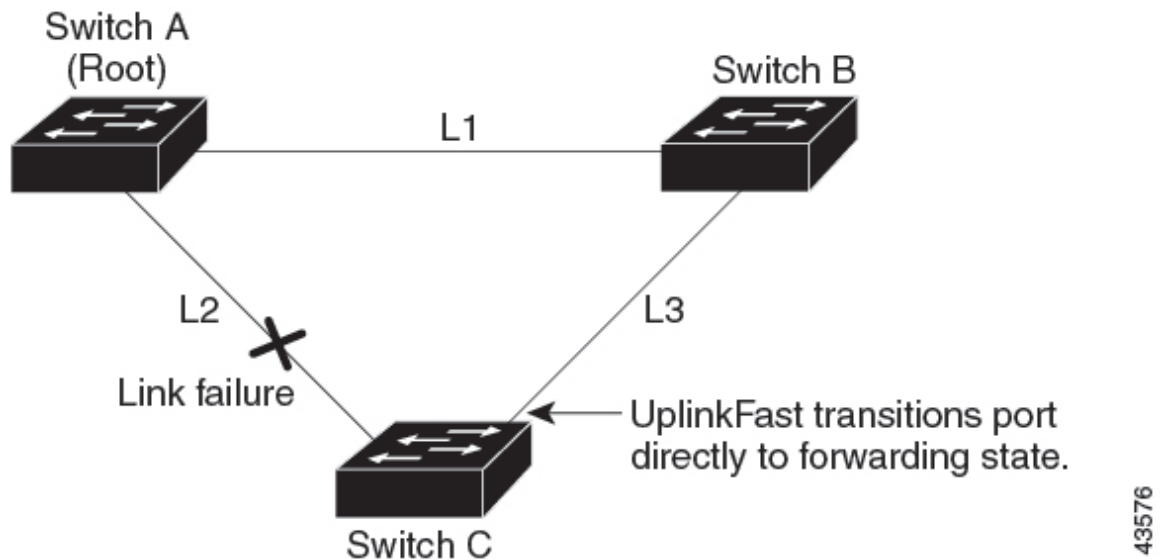 Switch A
(Root)
Switch B
L1
L2
L3
Link failure
UplinkFast transitions port
directly to forwarding state.
Switch C
43576